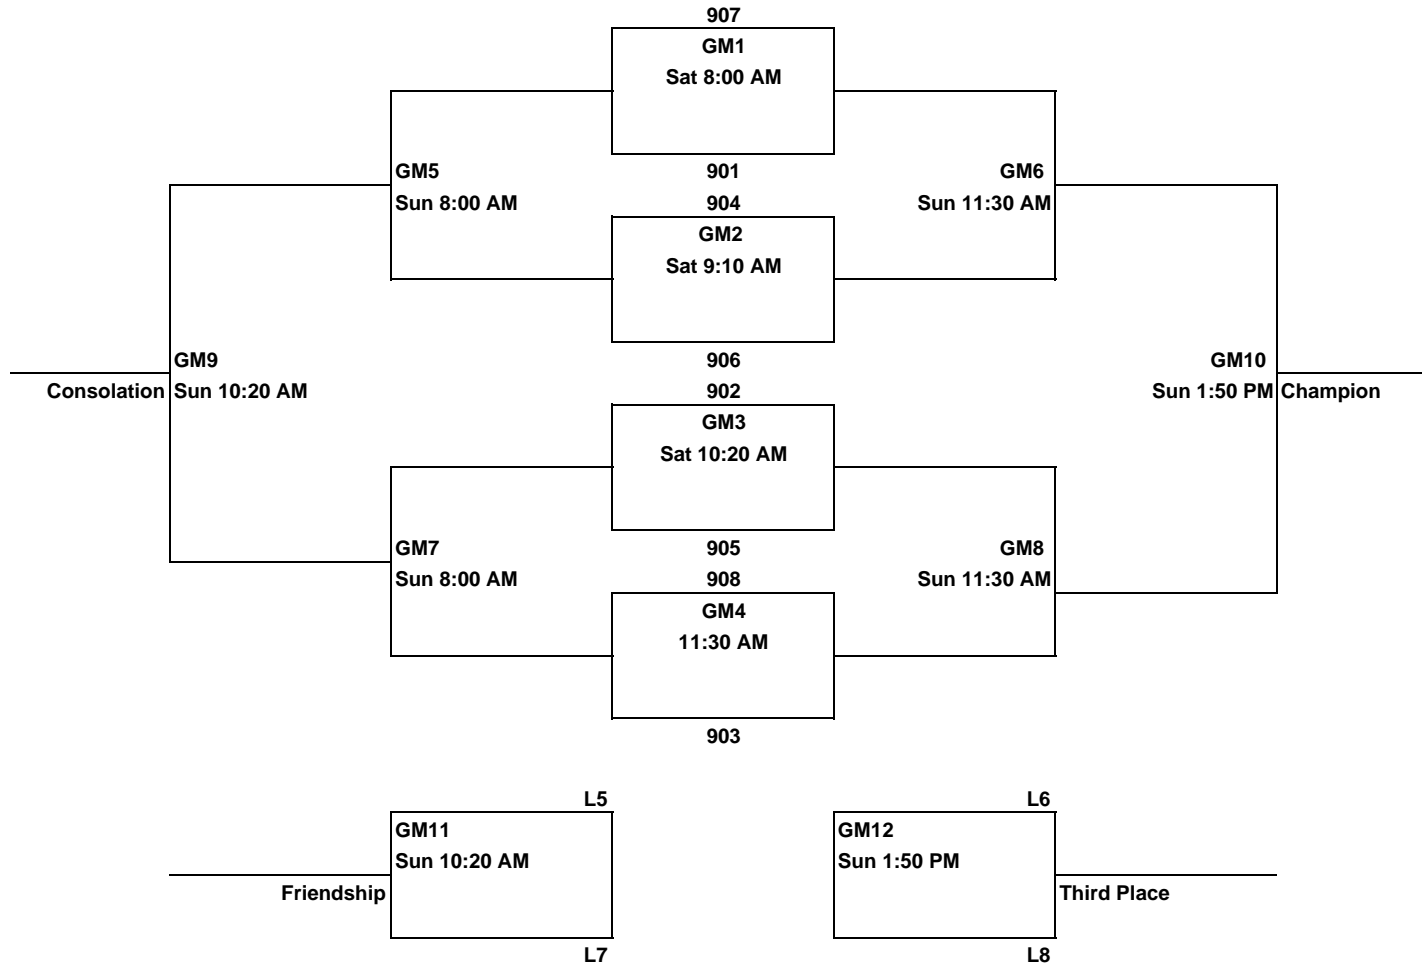 907
GM1
Sat 8:00 AM
901
GM5
GM6
Sun 8:00 AM
904
Sun 11:30 AM
GM2
Sat 9:10 AM
906
GM9
GM10
Consolation
Sun 10:20 AM
902
Sun 1:50 PM
Champion
GM3
Sat 10:20 AM
905
GM7
GM8
Sun 8:00 AM
908
Sun 11:30 AM
GM4
11:30 AM
903
L5
L6
GM11
GM12
Sun 10:20 AM
Sun 1:50 PM
Friendship
Third Place
L7
L8